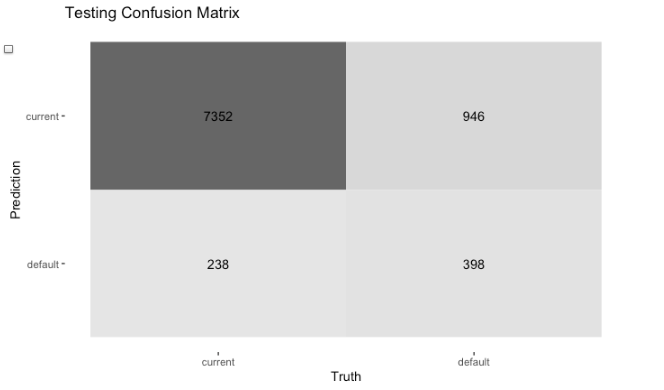 Testing Confusion Matrix
current
7352
946
Prediction
default
238
398
current
default
Truth